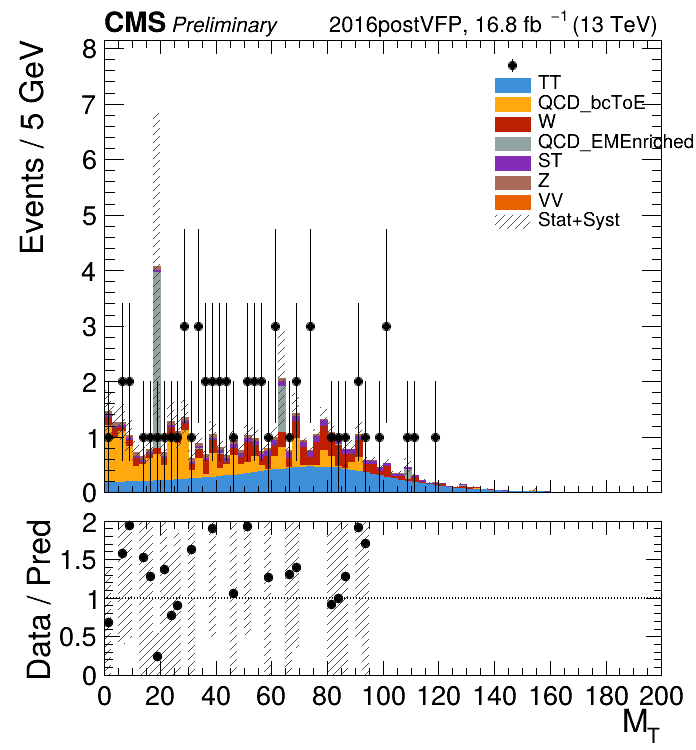 CMS Preliminary 2016postVFP, 16.8 fb⁻¹ (13 TeV)
Events / 5 GeV
8
7
6
5
4
3
2
1
0
TT
QCD_bcToE
W
QCD_EMEnriched
ST
Z
VV
Stat+Syst
Data / Pred
2
1.5
1
0.5
0
0 20 40 60 80 100 120 140 160 180 200
M_T